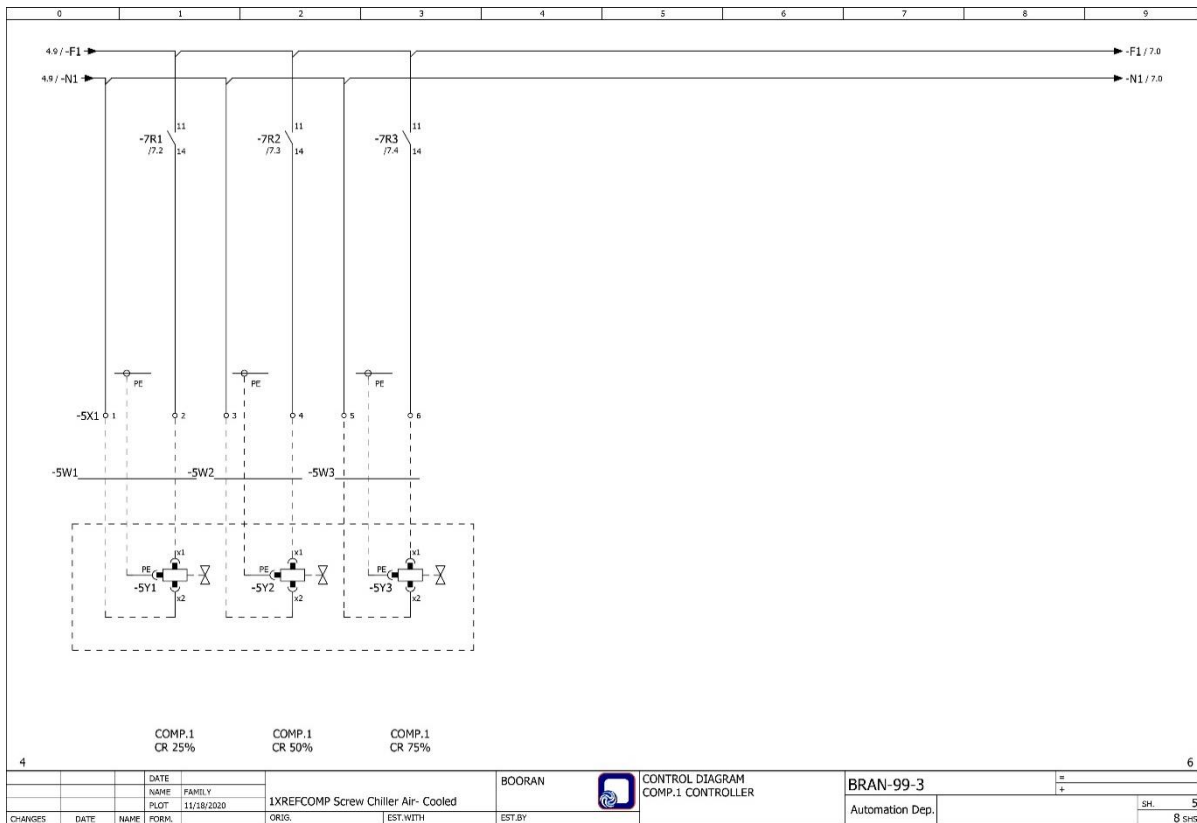 0 1 2 3 4 5 6 7 8 9
4.9 / -F1 -F1 / 7.0
4.9 / -N1 -N1 / 7.0
11 11 11
-7R1 -7R2 -7R3
/7.2 14 /7.3 14 /7.4 14
PE PE PE
-5X1 1 2 3 4 5 6
-5W1 -5W2 -5W3
x1 x1 x1
PE PE PE
-5Y1 -5Y2 -5Y3
x2 x2 x2
COMP.1 COMP.1 COMP.1
CR 25% CR 50% CR 75%
4 6
DATE
NAME FAMILY
PLOT 11/18/2020
CHANGES DATE NAME FORM.
1XREFCOMP Screw Chiller Air- Cooled
ORIG. EST.WITH EST.BY
BOORAN
CONTROL DIAGRAM
COMP.1 CONTROLLER
BRAN-99-3
Automation Dep.
=
+
SH. 5
8 SHS